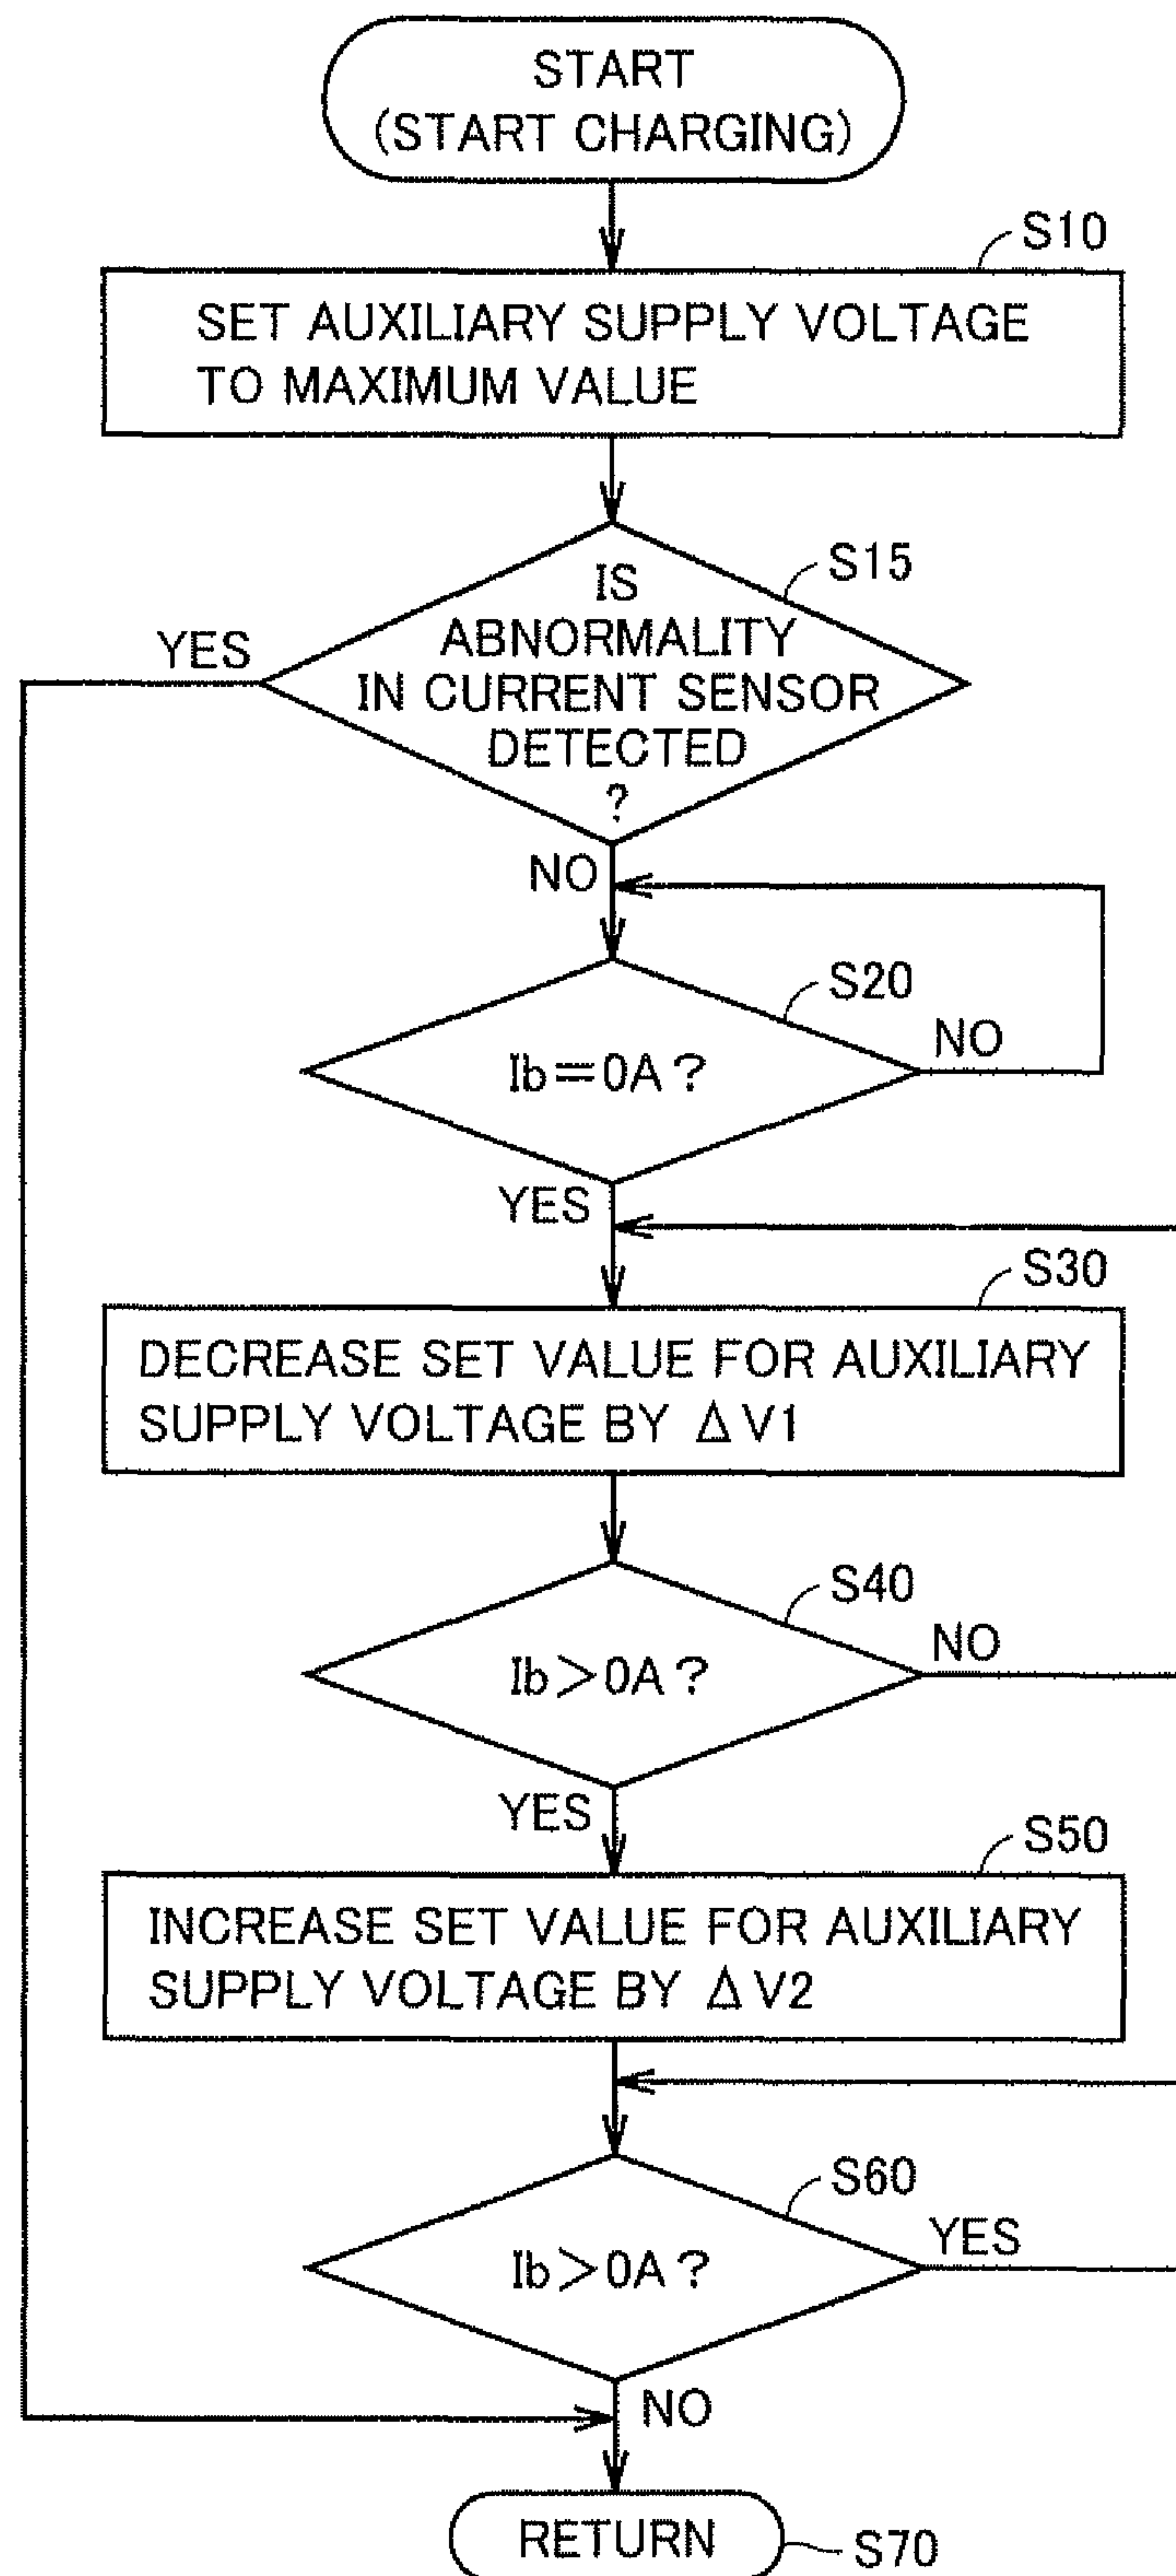 START
(START CHARGING)
S10
SET AUXILIARY SUPPLY VOLTAGE
TO MAXIMUM VALUE
S15
IS
ABNORMALITY
IN CURRENT SENSOR
DETECTED
?
YES
NO
S20
Ib=0A?
NO
YES
S30
DECREASE SET VALUE FOR AUXILIARY
SUPPLY VOLTAGE BY ΔV1
S40
Ib>0A?
NO
YES
S50
INCREASE SET VALUE FOR AUXILIARY
SUPPLY VOLTAGE BY ΔV2
S60
Ib>0A?
YES
NO
RETURN
S70